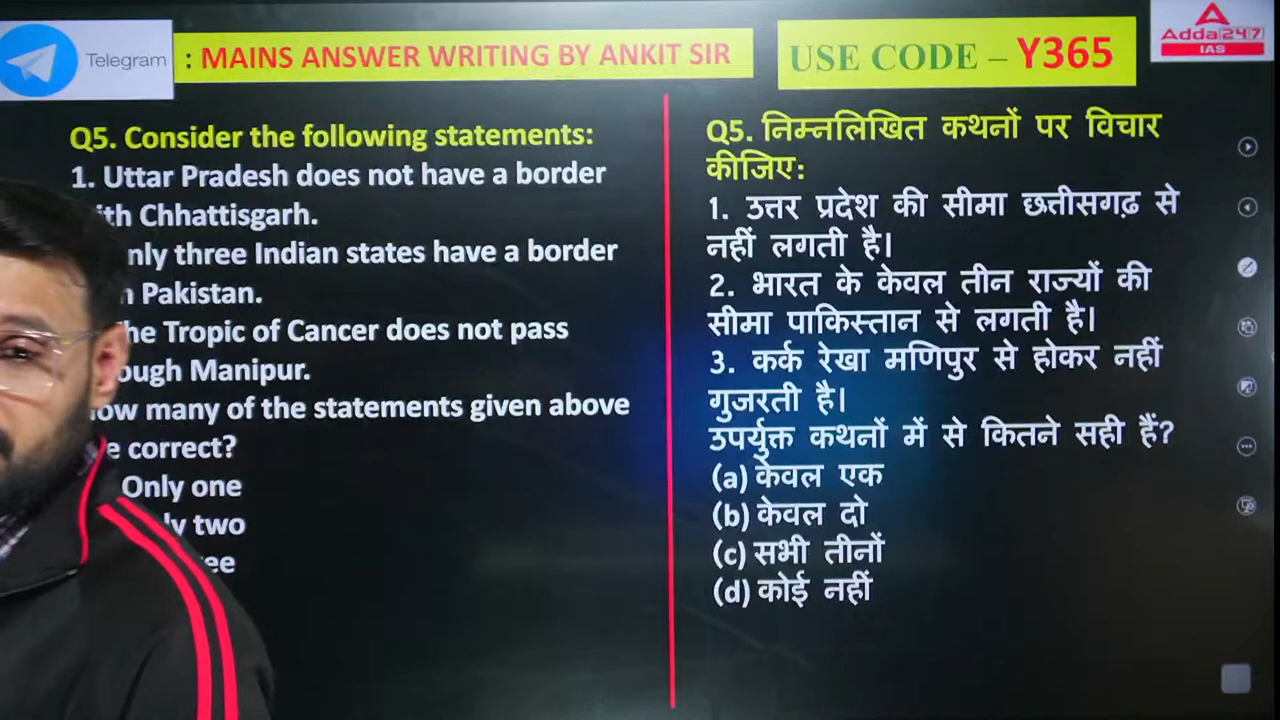 Telegram
: MAINS ANSWER WRITING BY ANKIT SIR
USE CODE – Y365
Adda247
IAS
Q5. Consider the following statements:
1. Uttar Pradesh does not have a border
ith Chhattisgarh.
nly three Indian states have a border
Pakistan.
he Tropic of Cancer does not pass
ough Manipur.
ow many of the statements given above
e correct?
Only one
ly two
ee
Q5. निम्नलिखित कथनों पर विचार
कीजिए:
1. उत्तर प्रदेश की सीमा छत्तीसगढ़ से
नहीं लगती है।
2. भारत के केवल तीन राज्यों की
सीमा पाकिस्तान से लगती है।
3. कर्क रेखा मणिपुर से होकर नहीं
गुजरती है।
उपर्युक्त कथनों में से कितने सही हैं?
(a) केवल एक
(b) केवल दो
(c) सभी तीनों
(d) कोई नहीं